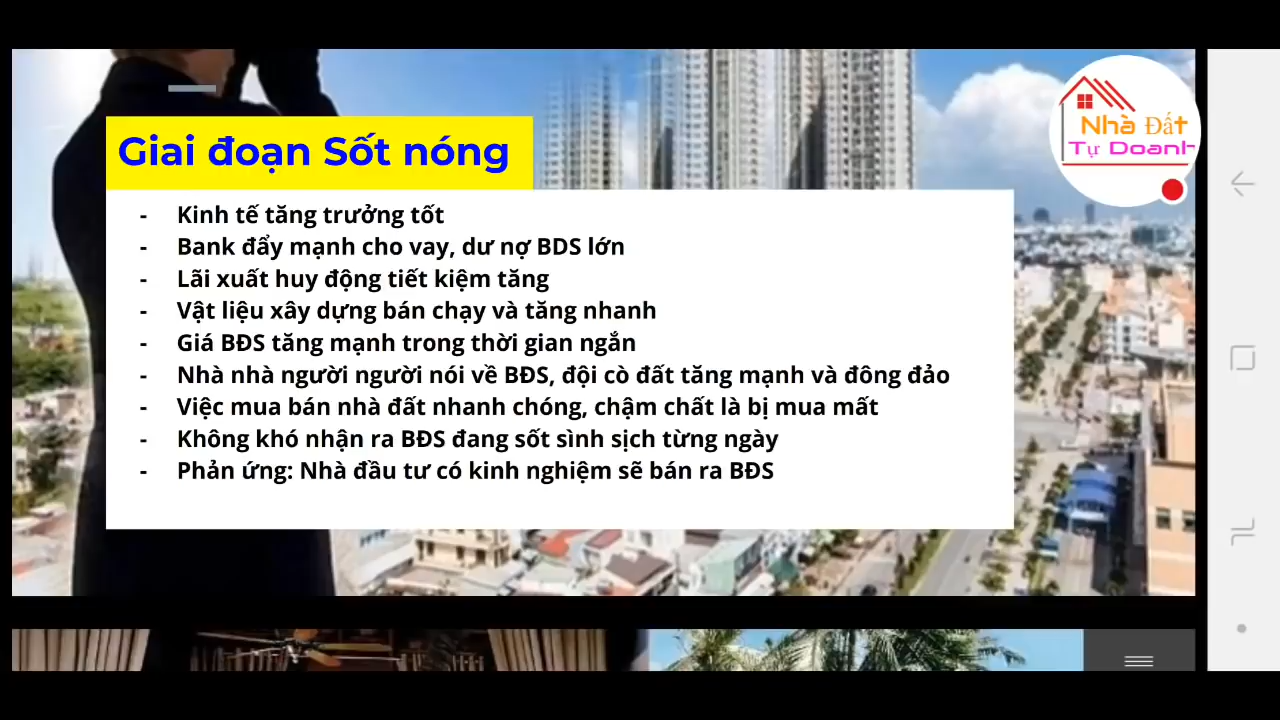 Giai đoạn Sốt nóng
- Kinh tế tăng trưởng tốt
- Bank đẩy mạnh cho vay, dư nợ BDS lớn
- Lãi xuất huy động tiết kiệm tăng
- Vật liệu xây dựng bán chạy và tăng nhanh
- Giá BĐS tăng mạnh trong thời gian ngắn
- Nhà nhà người người nói về BĐS, đội cò đất tăng mạnh và đông đảo
- Việc mua bán nhà đất nhanh chóng, chậm chất là bị mua mất
- Không khó nhận ra BĐS đang sốt sình sịch từng ngày
- Phản ứng: Nhà đầu tư có kinh nghiệm sẽ bán ra BĐS
Nhà Đất
Tự Doanh